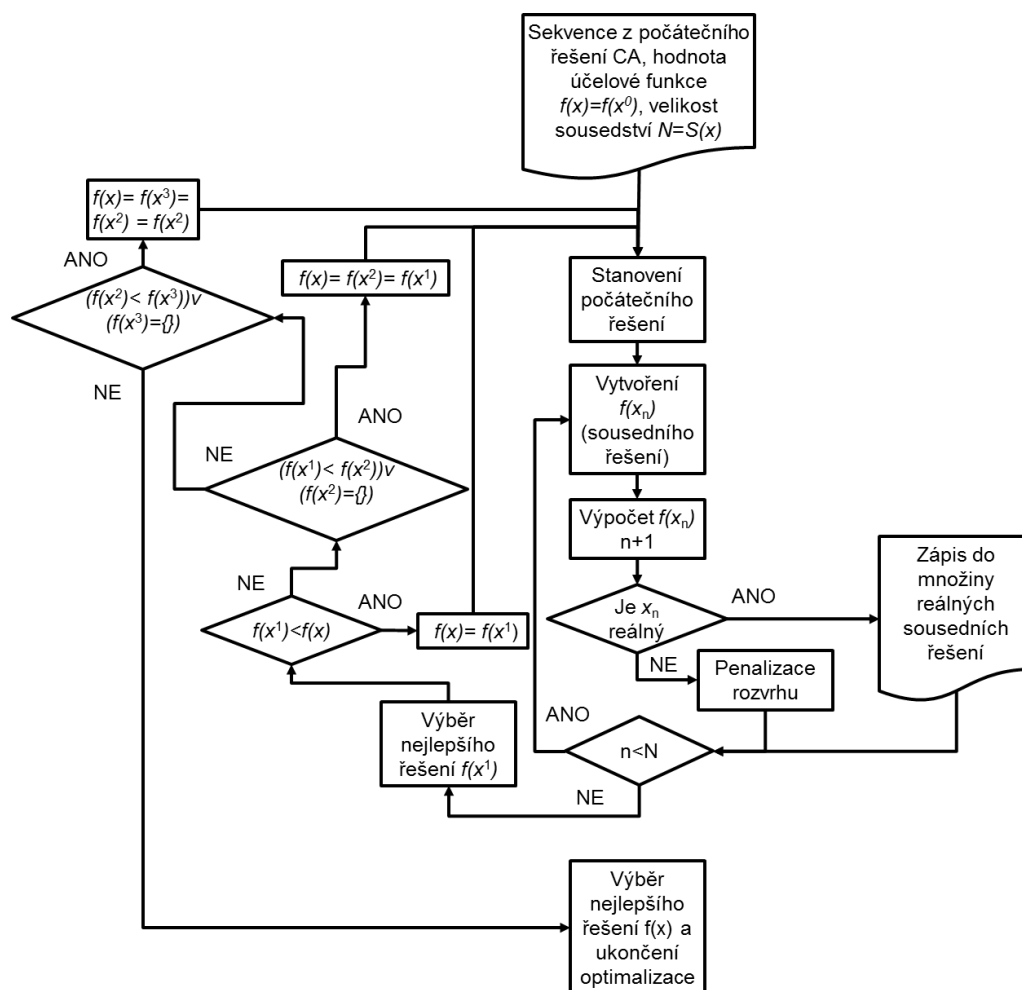 Sekvence z počátečního
řešení CA, hodnota
účelové funkce
f(x)=f(x⁰), velikost
sousedství N=S(x)
f(x)= f(x³)=
f(x²) = f(x²)
ANO
(f(x²)< f(x³))v
(f(x³)={})
NE
f(x)= f(x²)= f(x¹)
ANO
NE
(f(x¹)< f(x²))v
(f(x²)={})
NE
ANO
f(x¹)<f(x)
f(x)= f(x¹)
Stanovení
počátečního
řešení
Vytvoření
f(xₙ)
(sousedního
řešení)
Výpočet f(xₙ)
n+1
Je xₙ
reálný
ANO
NE
Zápis do
množiny
reálných
sousedních
řešení
Penalizace
rozvrhu
ANO
n<N
NE
Výběr
nejlepšího
řešení f(x¹)
Výběr
nejlepšího
řešení f(x) a
ukončení
optimalizace